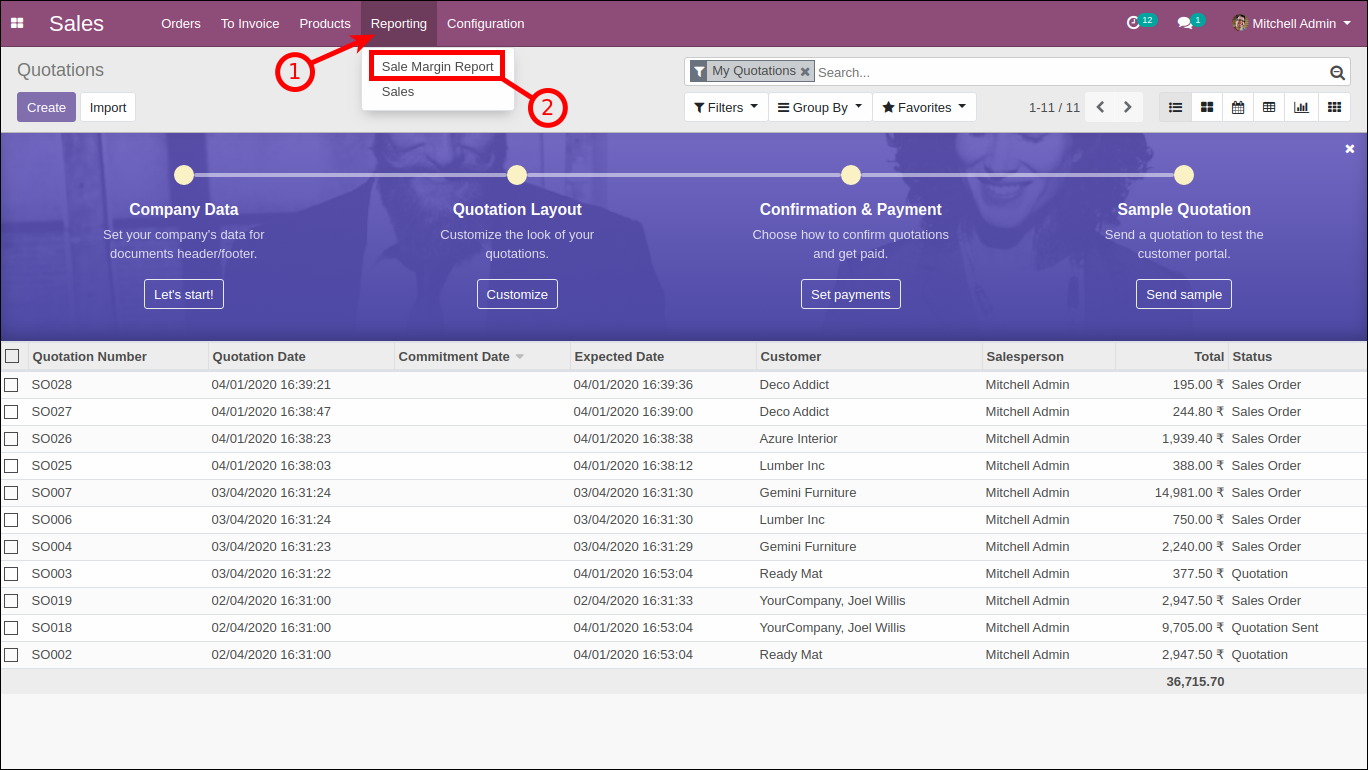 Sales Orders To Invoice Products Reporting Configuration 12 1 Mitchell Admin
1
Sale Margin Report
Sales
2
Quotations
My Quotations Search...
Create Import
Filters Group By Favorites 1-11 / 11
Company Data Quotation Layout Confirmation & Payment Sample Quotation
Set your company's data for Customize the look of your Choose how to confirm quotations Send a quotation to test the
documents header/footer. quotations. and get paid. customer portal.
Let's start! Customize Set payments Send sample
Quotation Number Quotation Date Commitment Date Expected Date Customer Salesperson Total Status
SO028 04/01/2020 16:39:21 04/01/2020 16:39:36 Deco Addict Mitchell Admin 195.00 ₹ Sales Order
SO027 04/01/2020 16:38:47 04/01/2020 16:39:00 Deco Addict Mitchell Admin 244.80 ₹ Sales Order
SO026 04/01/2020 16:38:23 04/01/2020 16:38:38 Azure Interior Mitchell Admin 1,939.40 ₹ Sales Order
SO025 04/01/2020 16:38:03 04/01/2020 16:38:12 Lumber Inc Mitchell Admin 388.00 ₹ Sales Order
SO007 03/04/2020 16:31:24 03/04/2020 16:31:30 Gemini Furniture Mitchell Admin 14,981.00 ₹ Sales Order
SO006 03/04/2020 16:31:24 03/04/2020 16:31:30 Lumber Inc Mitchell Admin 750.00 ₹ Sales Order
SO004 03/04/2020 16:31:23 03/04/2020 16:31:29 Gemini Furniture Mitchell Admin 2,240.00 ₹ Sales Order
SO003 03/04/2020 16:31:22 04/01/2020 16:53:04 Ready Mat Mitchell Admin 377.50 ₹ Quotation
SO019 02/04/2020 16:31:00 02/04/2020 16:31:33 YourCompany, Joel Willis Mitchell Admin 2,947.50 ₹ Sales Order
SO018 02/04/2020 16:31:00 04/01/2020 16:53:04 YourCompany, Joel Willis Mitchell Admin 9,705.00 ₹ Quotation Sent
SO002 02/04/2020 16:31:00 04/01/2020 16:53:04 Ready Mat Mitchell Admin 2,947.50 ₹ Quotation
36,715.70